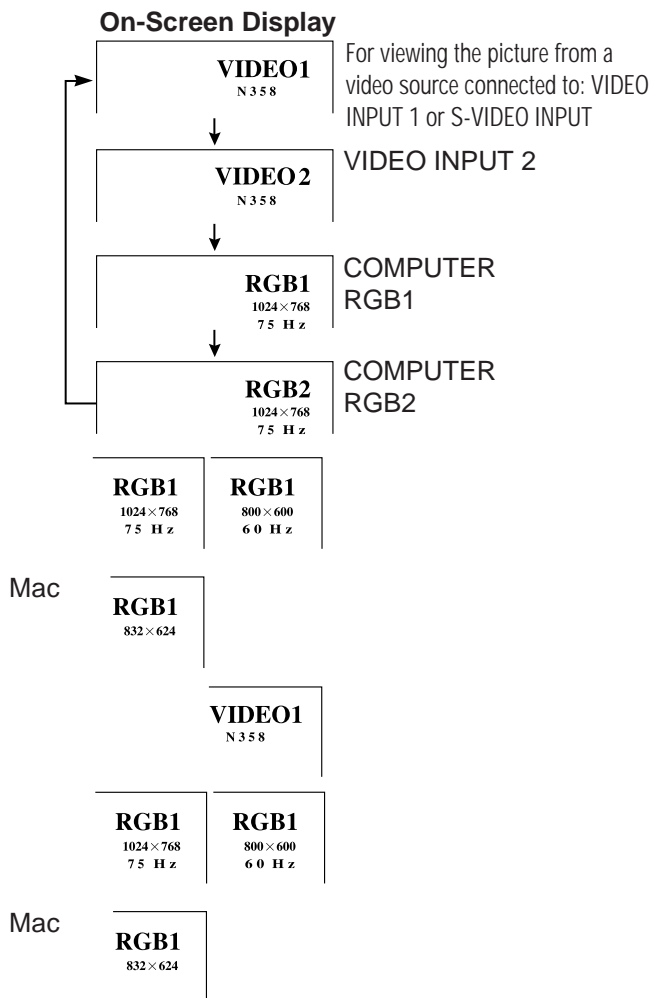 On-Screen Display
VIDEO1
N358
For viewing the picture from a
video source connected to: VIDEO
INPUT 1 or S-VIDEO INPUT
VIDEO2
N358
VIDEO INPUT 2
RGB1
1024×768
75 Hz
COMPUTER
RGB1
RGB2
1024×768
75 Hz
COMPUTER
RGB2
RGB1
1024×768
75 Hz
RGB1
800×600
60 Hz
Mac
RGB1
832×624
VIDEO1
N358
RGB1
1024×768
75 Hz
RGB1
800×600
60 Hz
Mac
RGB1
832×624